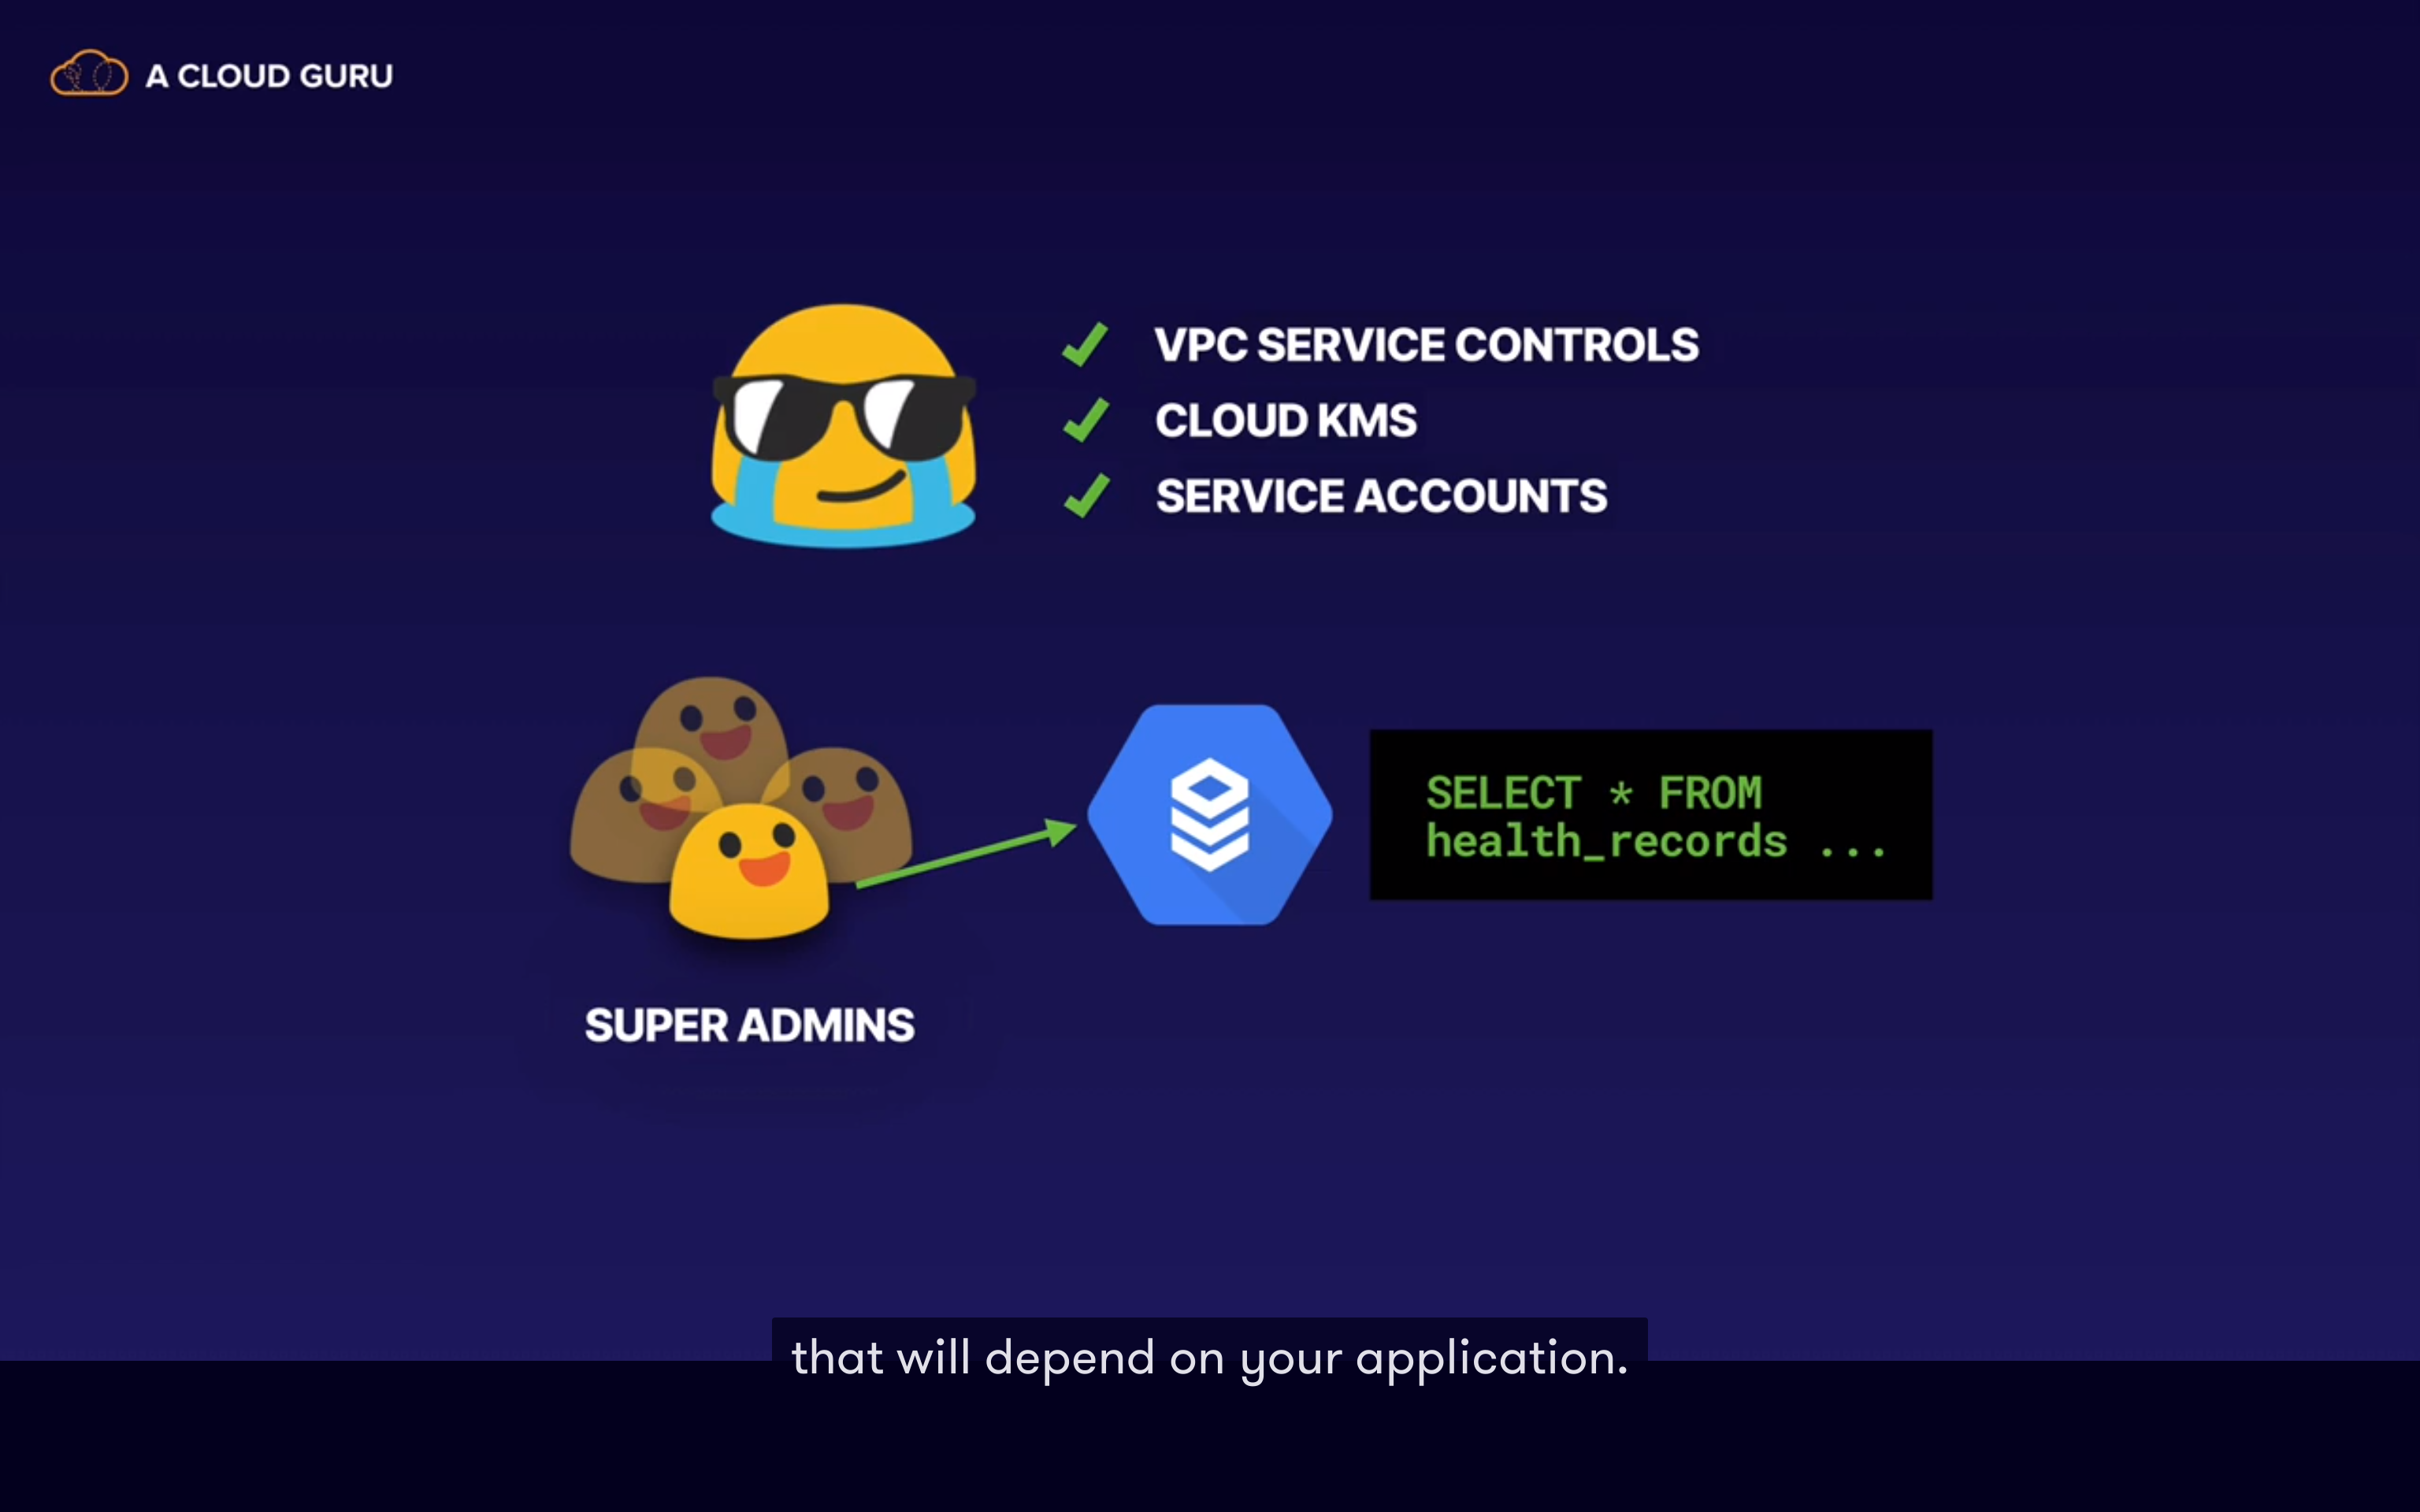 A CLOUD GURU
VPC SERVICE CONTROLS
CLOUD KMS
SERVICE ACCOUNTS
SELECT * FROM
health_records ...
SUPER ADMINS
that will depend on your application.